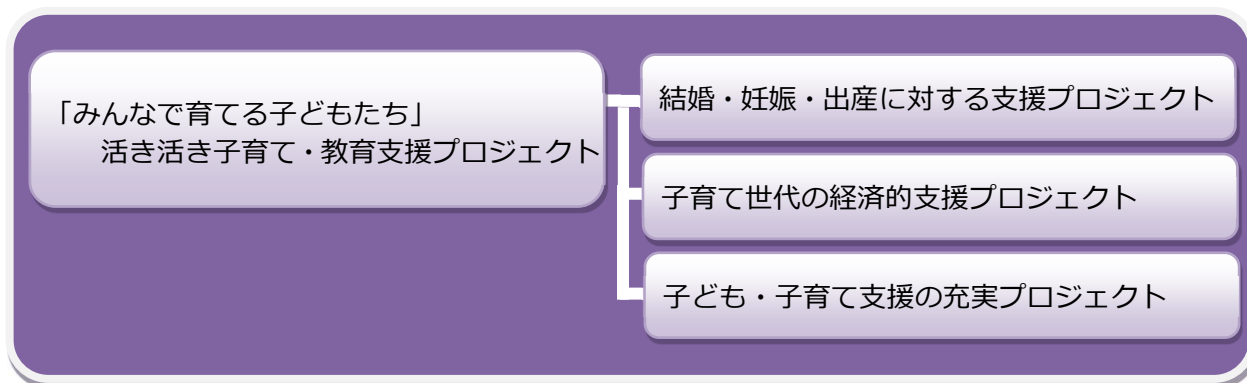 「みんなで育てる子どもたち」
活き活き子育て・教育支援プロジェクト
結婚・妊娠・出産に対する支援プロジェクト
子育て世代の経済的支援プロジェクト
子ども・子育て支援の充実プロジェクト